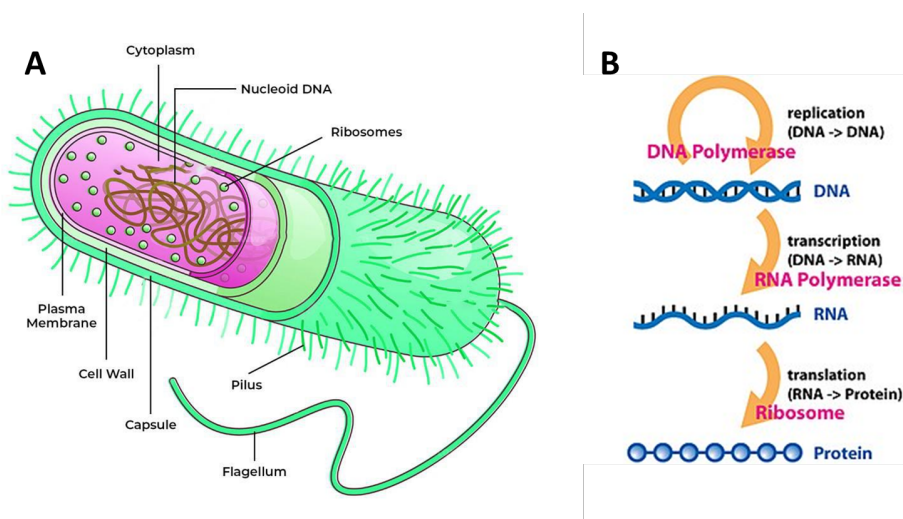 A
Cytoplasm
Nucleoid DNA
Ribosomes
Plasma
Membrane
Cell Wall
Capsule
Pilus
Flagellum
B
replication
(DNA -> DNA)
DNA Polymerase
DNA
transcription
(DNA -> RNA)
RNA Polymerase
RNA
translation
(RNA -> Protein)
Ribosome
Protein